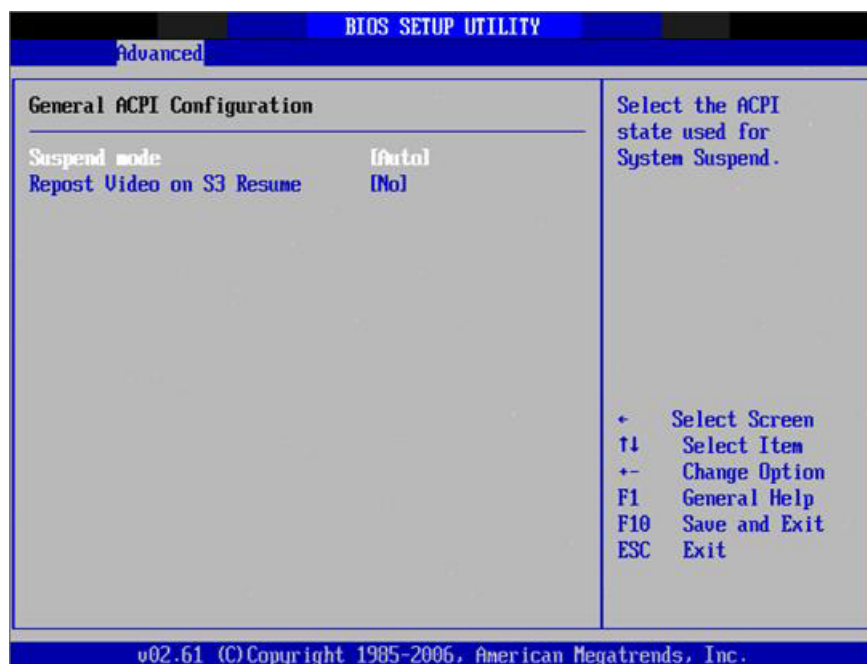 BIOS SETUP UTILITY
Advanced
General ACPI Configuration
Suspend mode [Auto]
Repost Video on S3 Resume [No]
Select the ACPI
state used for
System Suspend.
← Select Screen
↑↓ Select Item
+- Change Option
F1 General Help
F10 Save and Exit
ESC Exit
v02.61 (C)Copyright 1985-2006, American Megatrends, Inc.